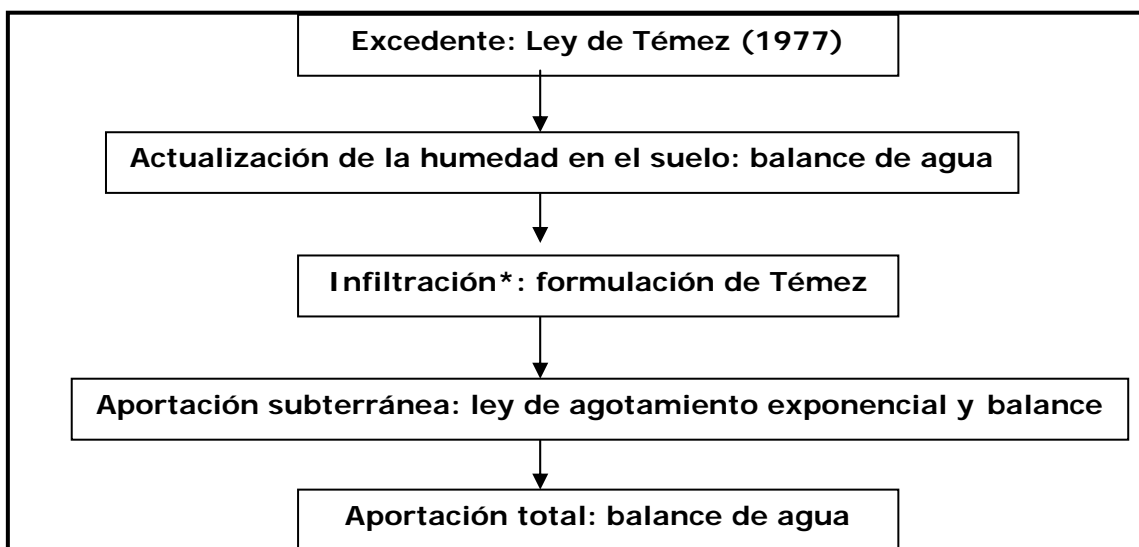 Excedente: Ley de Témez (1977)
Actualización de la humedad en el suelo: balance de agua
Infiltración*: formulación de Témez
Aportación subterránea: ley de agotamiento exponencial y balance
Aportación total: balance de agua